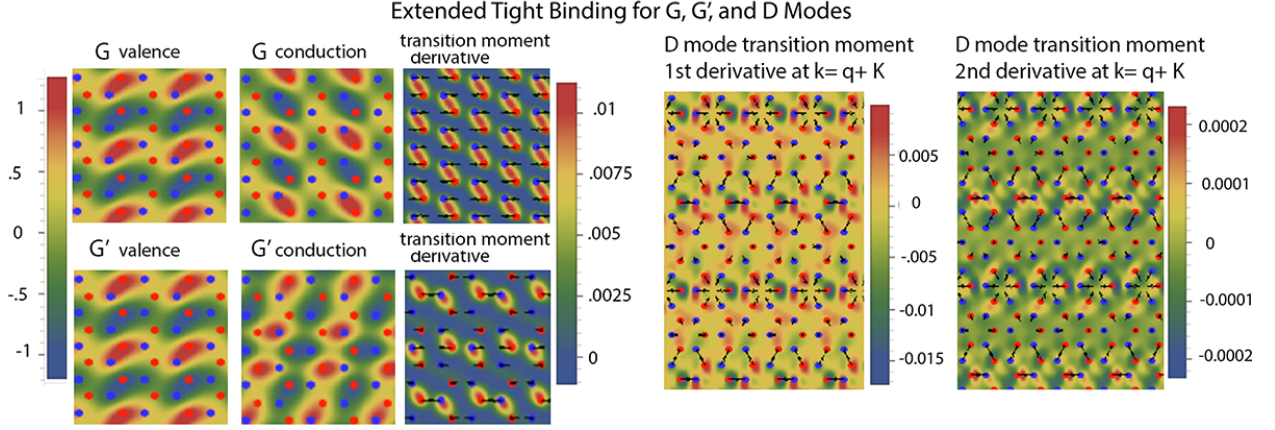 Extended Tight Binding for G, G′, and D Modes
G valence
G conduction
transition moment
derivative
1
.5
0
-.5
-1
.01
.0075
.005
.0025
0
G′ valence
G′ conduction
transition moment
derivative
D mode transition moment
1st derivative at k= q+ K
0.005
0
-.005
-0.01
-0.015
D mode transition moment
2nd derivative at k= q+ K
0.0002
0.0001
0
-0.0001
-0.0002